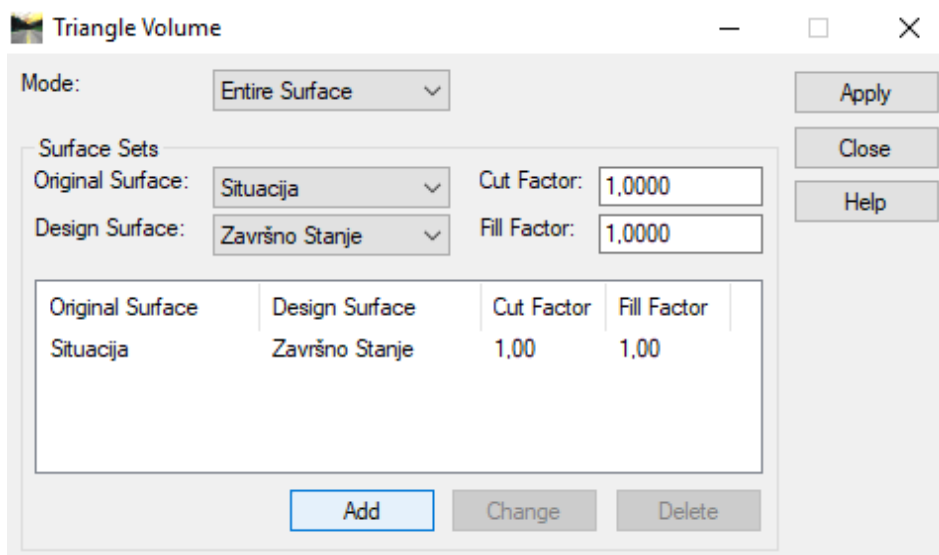 Triangle Volume
Mode: Entire Surface Apply
Surface Sets Close
Original Surface: Situacija Cut Factor: 1,0000 Help
Design Surface: Završno Stanje Fill Factor: 1,0000
Original Surface Design Surface Cut Factor Fill Factor
Situacija Završno Stanje 1,00 1,00
Add Change Delete